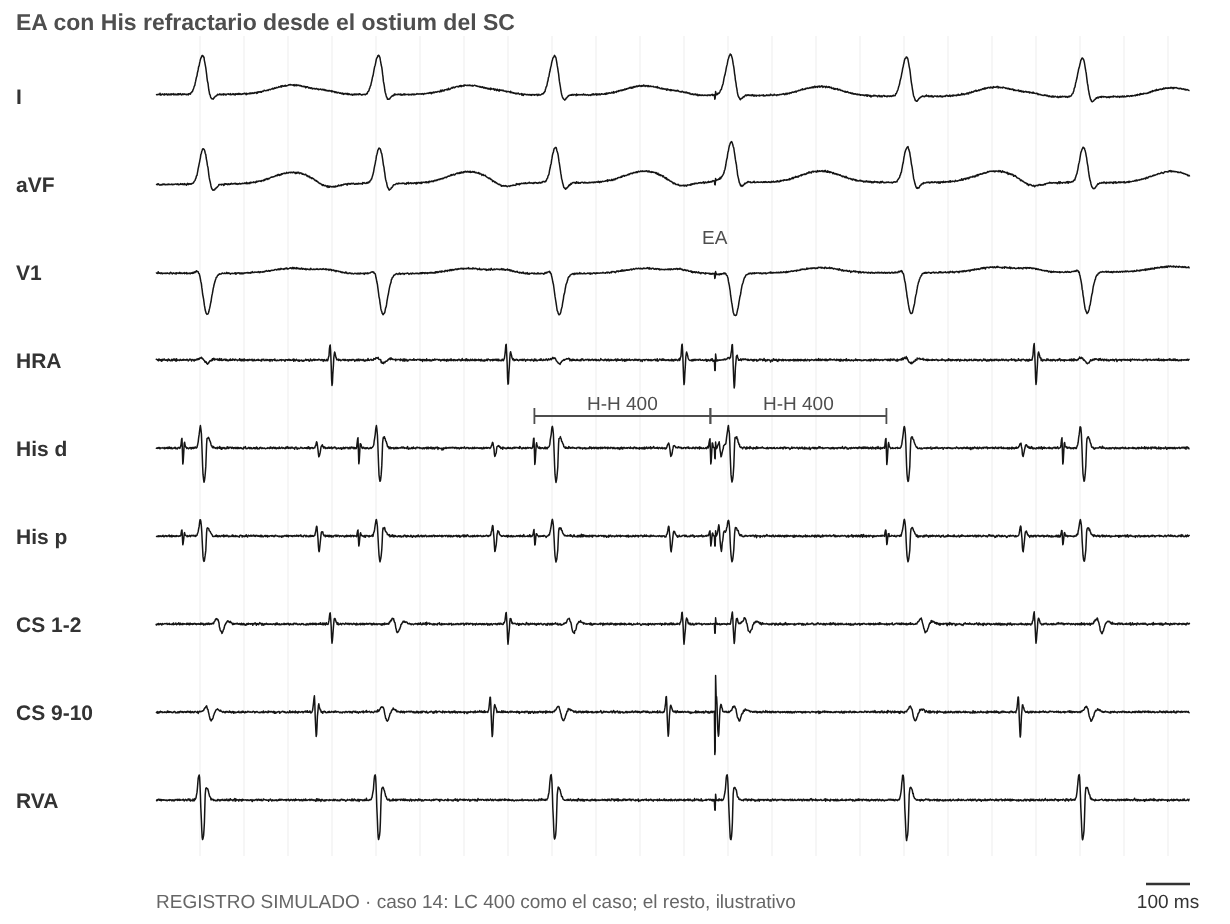 EA con His refractario desde el ostium del SC
I
aVF
EA
V1
HRA
H-H 400 H-H 400
His d
His p
CS 1-2
CS 9-10
RVA
REGISTRO SIMULADO · caso 14: LC 400 como el caso; el resto, ilustrativo
100 ms